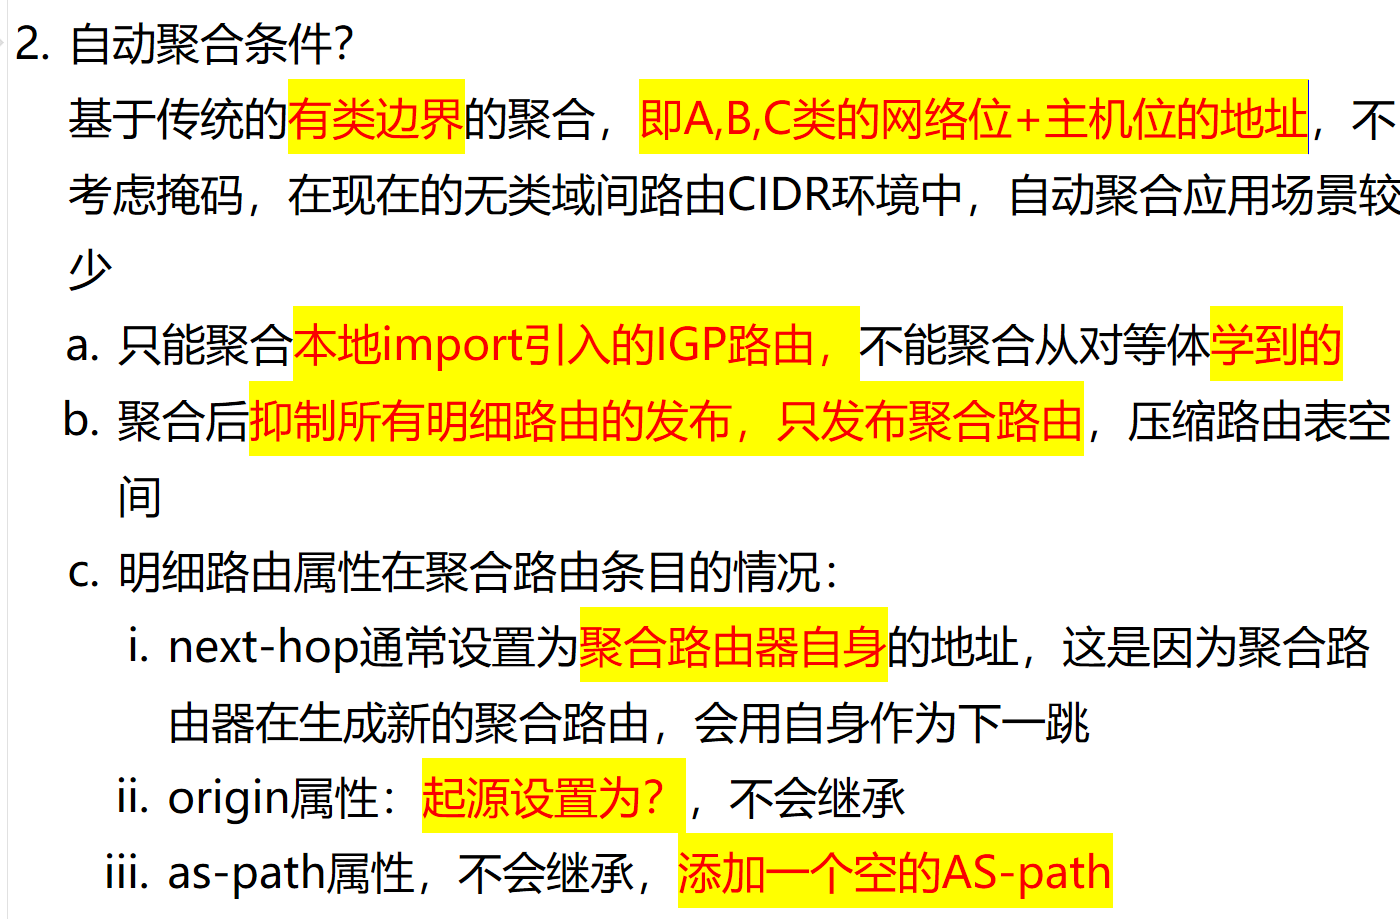 2. 自动聚合条件？
基于传统的有类边界的聚合，即A,B,C类的网络位+主机位的地址，不
考虑掩码，在现在的无类域间路由CIDR环境中，自动聚合应用场景较
少
a. 只能聚合本地import引入的IGP路由，不能聚合从对等体学到的
b. 聚合后抑制所有明细路由的发布，只发布聚合路由，压缩路由表空
间
c. 明细路由属性在聚合路由条目的情况：
i. next-hop通常设置为聚合路由器自身的地址，这是因为聚合路
由器在生成新的聚合路由，会用自身作为下一跳
ii. origin属性：起源设置为？，不会继承
iii. as-path属性，不会继承，添加一个空的AS-path